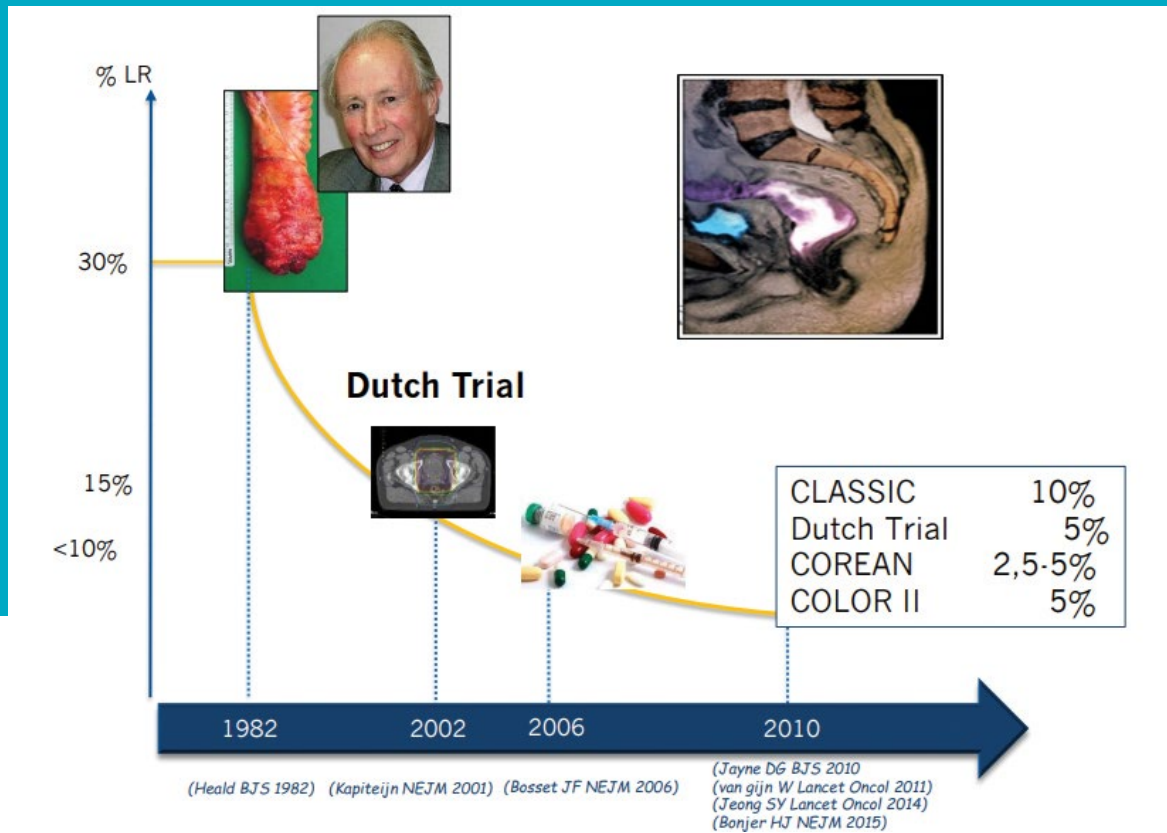 % LR
30%
Dutch Trial
15%
<10%
CLASSIC 10%
Dutch Trial 5%
COREAN 2,5-5%
COLOR II 5%
1982 2002 2006 2010
(Heald BJS 1982) (Kapiteijn NEJM 2001) (Bosset JF NEJM 2006)
(Jayne DG BJS 2010
(van gijn W Lancet Oncol 2011)
(Jeong SY Lancet Oncol 2014)
(Bonjer HJ NEJM 2015)